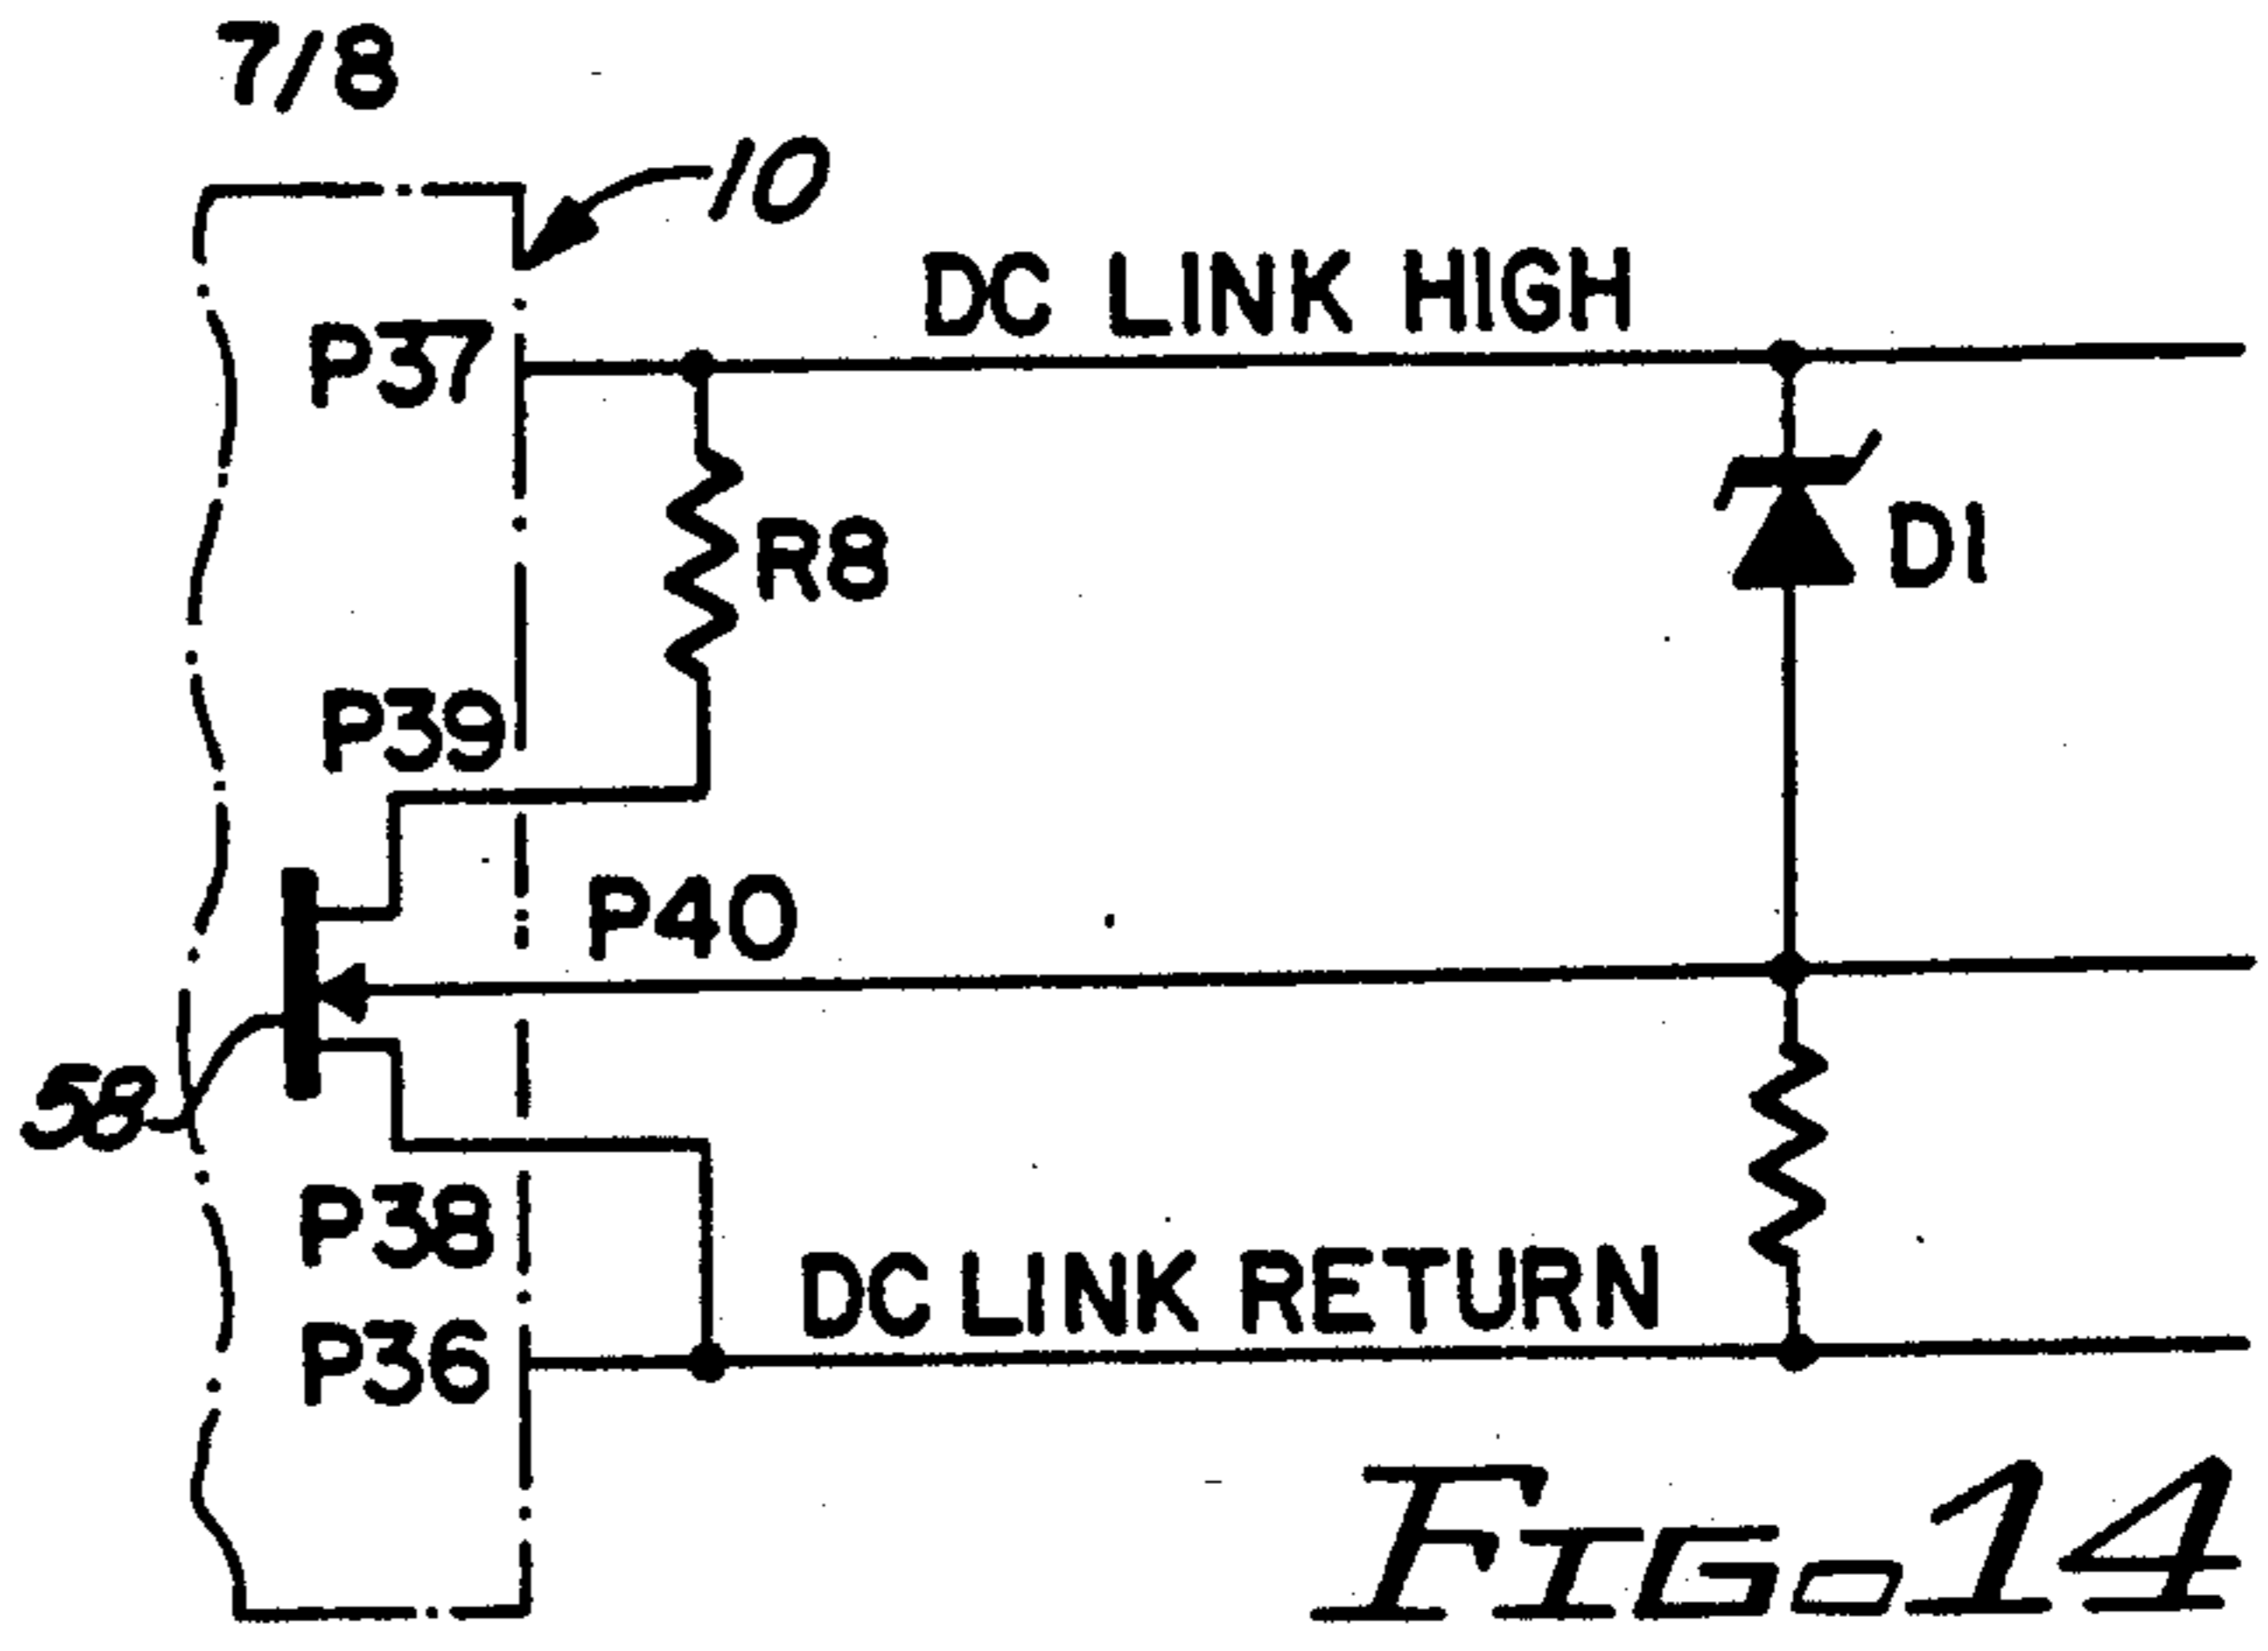 7/8
10
DC LINK HIGH
P37
R8
D1
P39
P40
58
P38
DC LINK RETURN
P36
FIG. 14